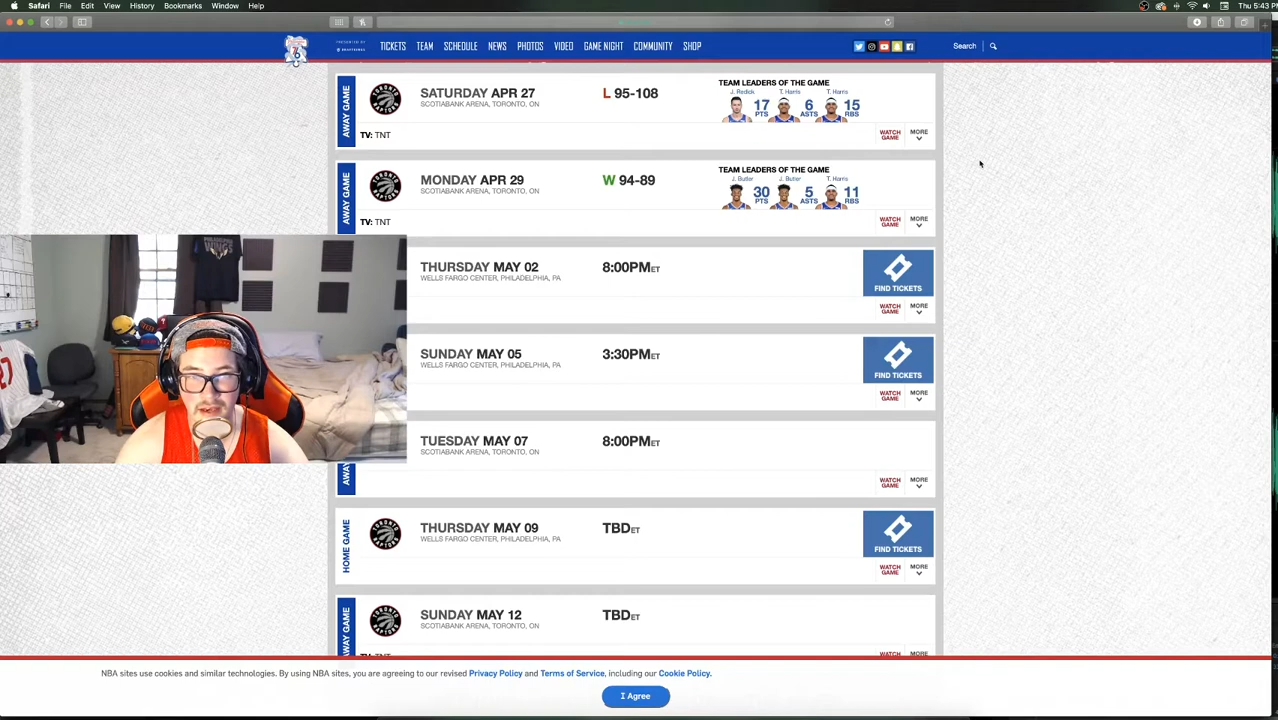 Safari File Edit View History Bookmarks Window Help
Thu 5:43 P
PRESENTED BY
TICKETS TEAM SCHEDULE NEWS PHOTOS VIDEO GAME NIGHT COMMUNITY SHOP
Search
AWAY GAME
SATURDAY APR 27
SCOTIABANK ARENA, TORONTO, ON
L 95-108
TEAM LEADERS OF THE GAME
J. Redick T. Harris T. Harris
17 PTS 6 ASTS 15 RBS
TV: TNT
WATCH GAME
MORE
AWAY GAME
MONDAY APR 29
SCOTIABANK ARENA, TORONTO, ON
W 94-89
TEAM LEADERS OF THE GAME
J. Butler J. Butler T. Harris
30 PTS 5 ASTS 11 RBS
TV: TNT
WATCH GAME
MORE
THURSDAY MAY 02
WELLS FARGO CENTER, PHILADELPHIA, PA
8:00PM ET
FIND TICKETS
WATCH GAME
MORE
SUNDAY MAY 05
WELLS FARGO CENTER, PHILADELPHIA, PA
3:30PM ET
FIND TICKETS
WATCH GAME
MORE
TUESDAY MAY 07
SCOTIABANK ARENA, TORONTO, ON
8:00PM ET
WATCH GAME
MORE
HOME GAME
THURSDAY MAY 09
WELLS FARGO CENTER, PHILADELPHIA, PA
TBD ET
FIND TICKETS
WATCH GAME
MORE
AWAY GAME
SUNDAY MAY 12
SCOTIABANK ARENA, TORONTO, ON
TBD ET
NBA sites use cookies and similar technologies. By using NBA sites, you are agreeing to our revised Privacy Policy and Terms of Service, including our Cookie Policy.
I Agree